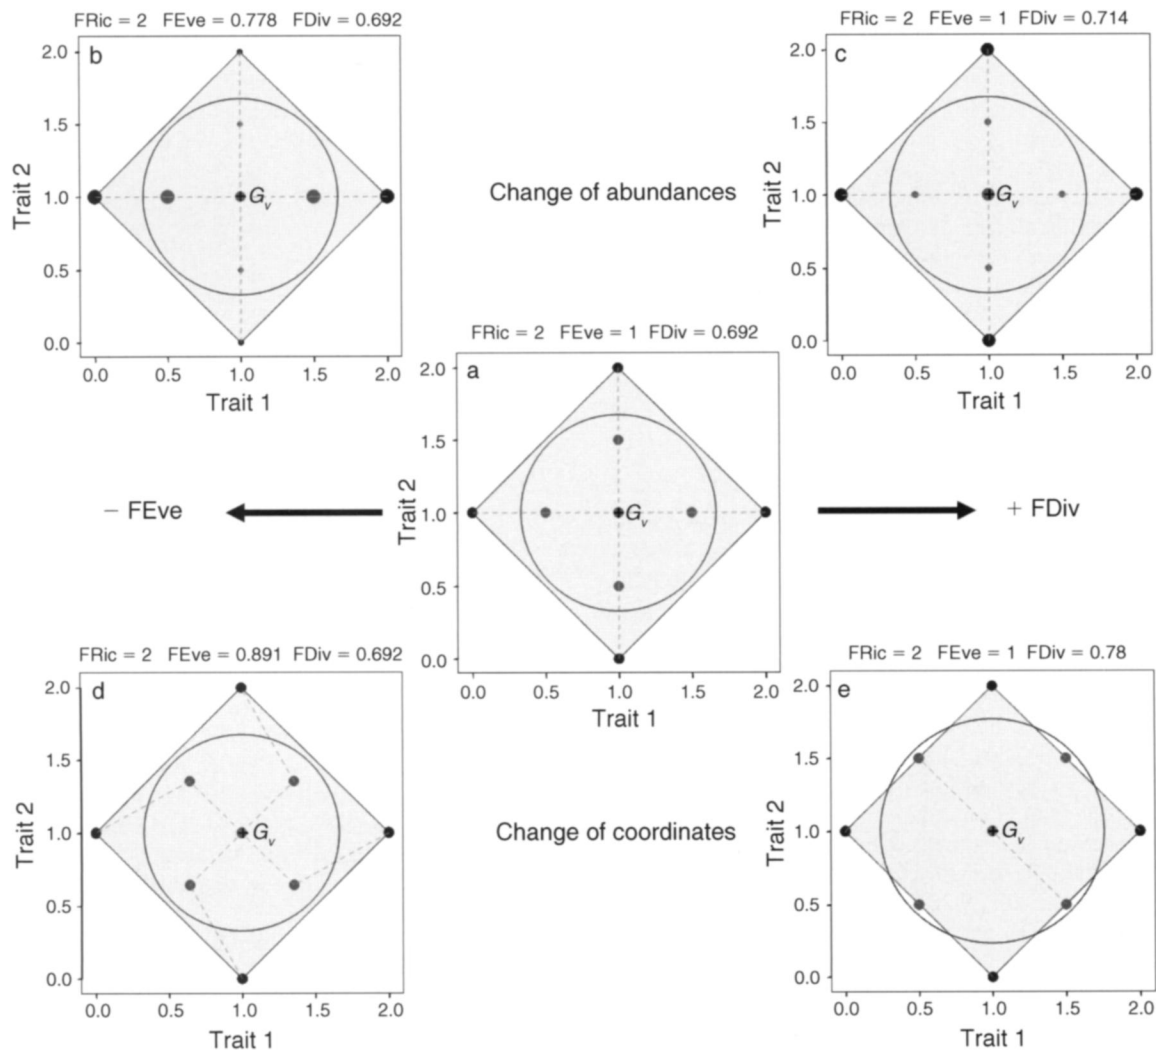 FRic = 2 FEve = 0.778 FDiv = 0.692
b
2.0
1.5
1.0
0.5
0.0
Trait 2
G_v
0.0 0.5 1.0 1.5 2.0
Trait 1
Change of abundances
FRic = 2 FEve = 1 FDiv = 0.714
c
2.0
1.5
1.0
0.5
0.0
Trait 2
G_v
0.0 0.5 1.0 1.5 2.0
Trait 1
FRic = 2 FEve = 1 FDiv = 0.692
a
2.0
1.5
1.0
0.5
0.0
Trait 2
G_v
0.0 0.5 1.0 1.5 2.0
Trait 1
− FEve
+ FDiv
FRic = 2 FEve = 0.891 FDiv = 0.692
d
2.0
1.5
1.0
0.5
0.0
Trait 2
G_v
0.0 0.5 1.0 1.5 2.0
Trait 1
Change of coordinates
FRic = 2 FEve = 1 FDiv = 0.78
e
2.0
1.5
1.0
0.5
0.0
Trait 2
G_v
0.0 0.5 1.0 1.5 2.0
Trait 1